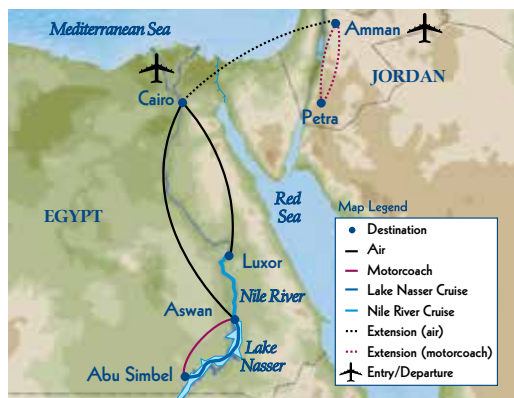 Mediterranean Sea
Amman
JORDAN
Cairo
Petra
Red
Sea
EGYPT
Luxor
Nile River
Aswan
Lake
Nasser
Abu Simbel
Map Legend
Destination
Air
Motorcoach
Lake Nasser Cruise
Nile River Cruise
Extension (air)
Extension (motorcoach)
Entry/Departure